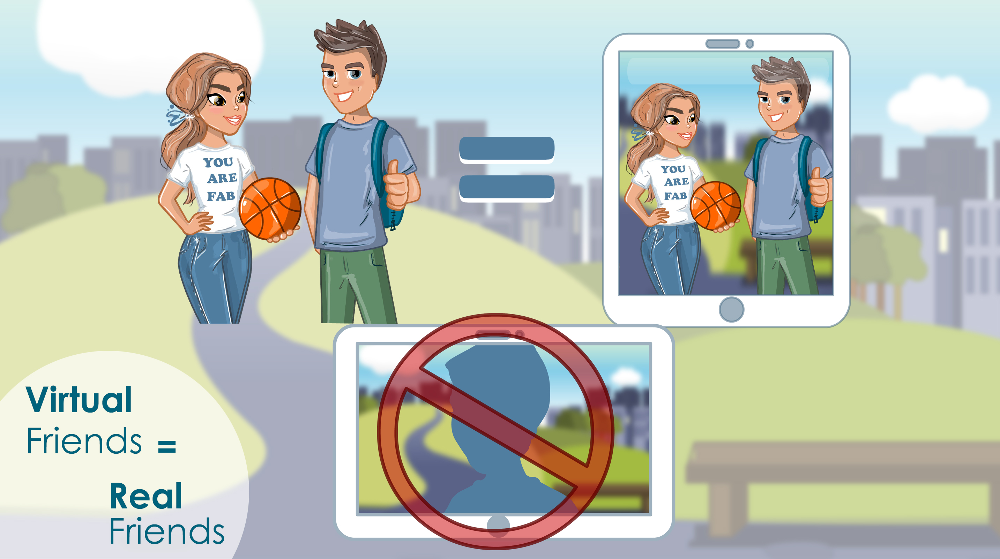 YOU
ARE
FAB
YOU
ARE
FAB
Virtual
Friends =
Real
Friends